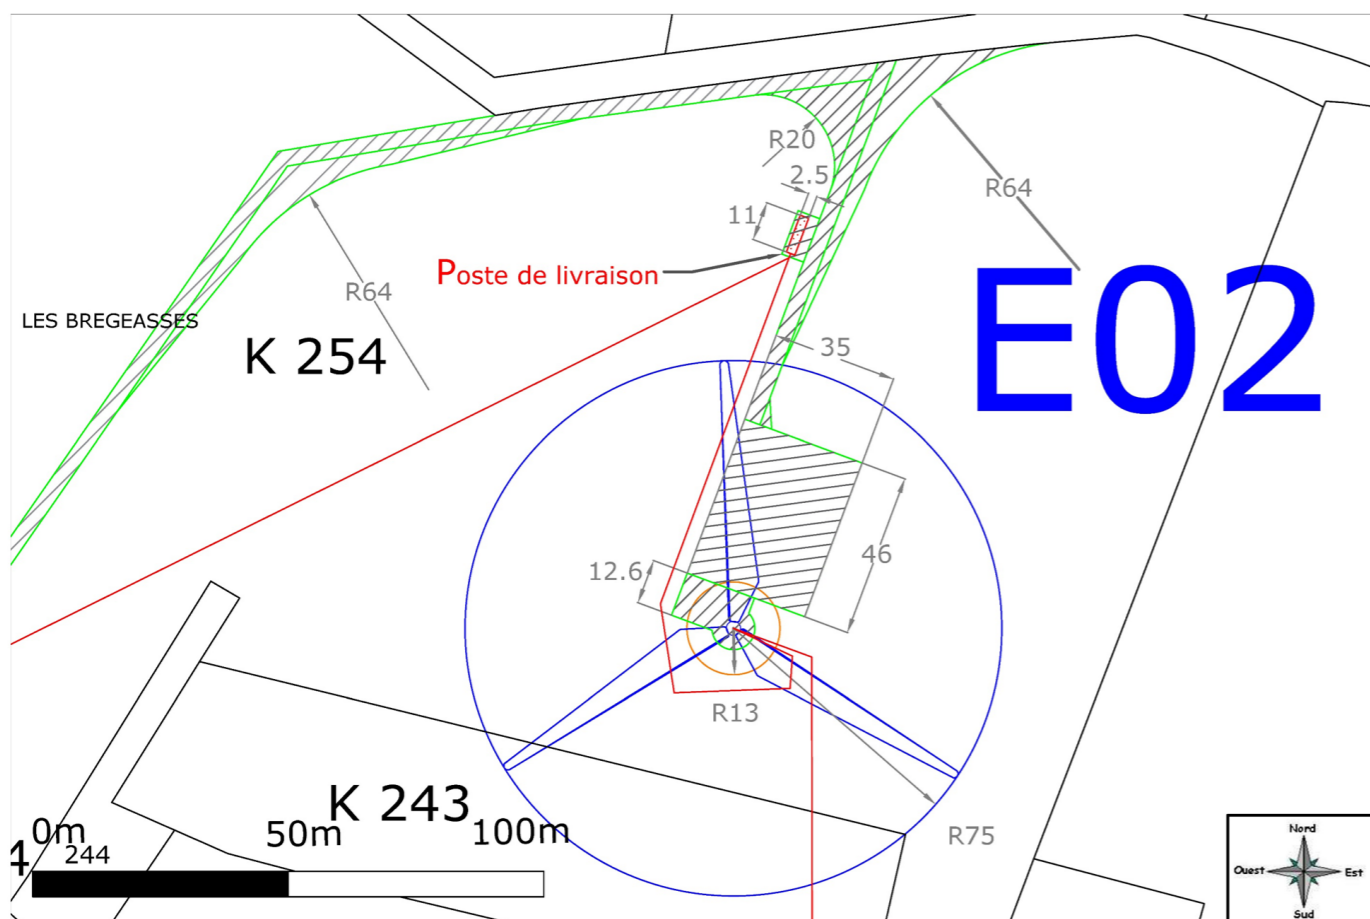 R20
2.5
11
R64
Poste de livraison
R64
E02
LES BREGEASSES
K 254
35
46
12.6
R13
R75
K 243
0m
50m
100m
4
244
Nord
Ouest
Est
Sud